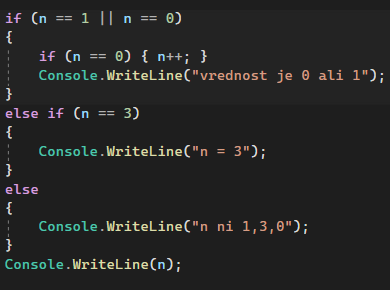 if (n == 1 || n == 0)
{
if (n == 0) { n++; }
Console.WriteLine("vrednost je 0 ali 1");
}
else if (n == 3)
{
Console.WriteLine("n = 3");
}
else
{
Console.WriteLine("n ni 1,3,0");
}
Console.WriteLine(n);